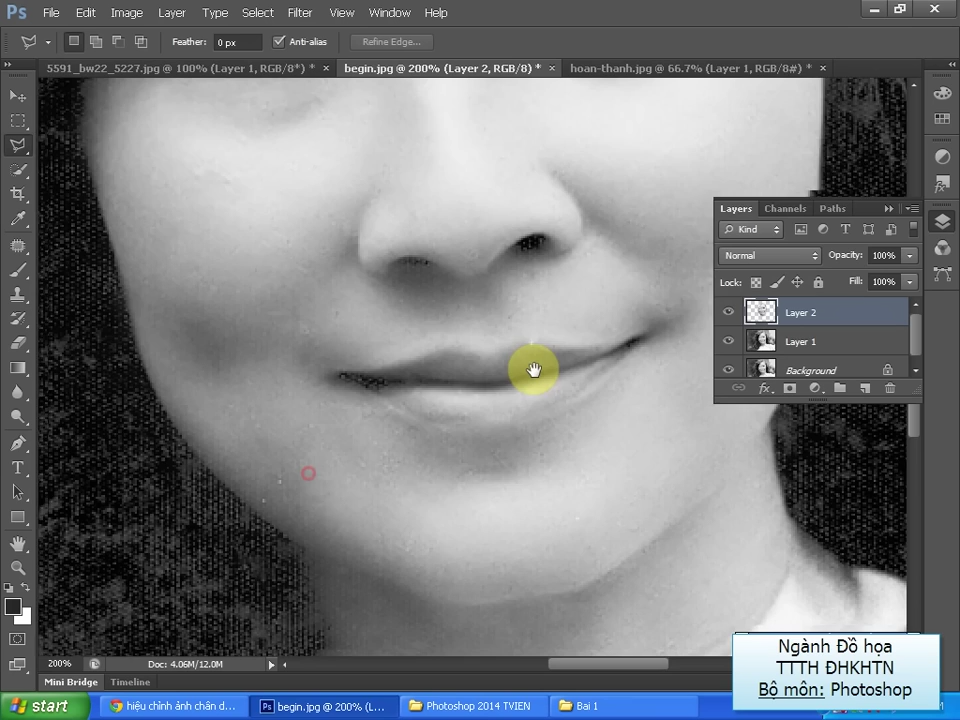 Ps File Edit Image Layer Type Select Filter View Window Help
Feather: 0 px Anti-alias Refine Edge...
5591_bw22_5227.jpg @ 100% (Layer 1, RGB/8*) * × begin.jpg @ 200% (Layer 2, RGB/8) * × hoan-thanh.jpg @ 66.7% (Layer 1, RGB/8#) * ×
Layers Channels Paths
Kind
Normal Opacity: 100%
Lock: Fill: 100%
Layer 2
Layer 1
Background
200% Doc: 4.06M/12.0M
Mini Bridge Timeline
Ngành Đồ họa
TTTH ĐHKHTN
Bộ môn: Photoshop
start hiệu chỉnh ảnh chân d... Ps begin.jpg @ 200% (L... Photoshop 2014 TVIEN Bai 1